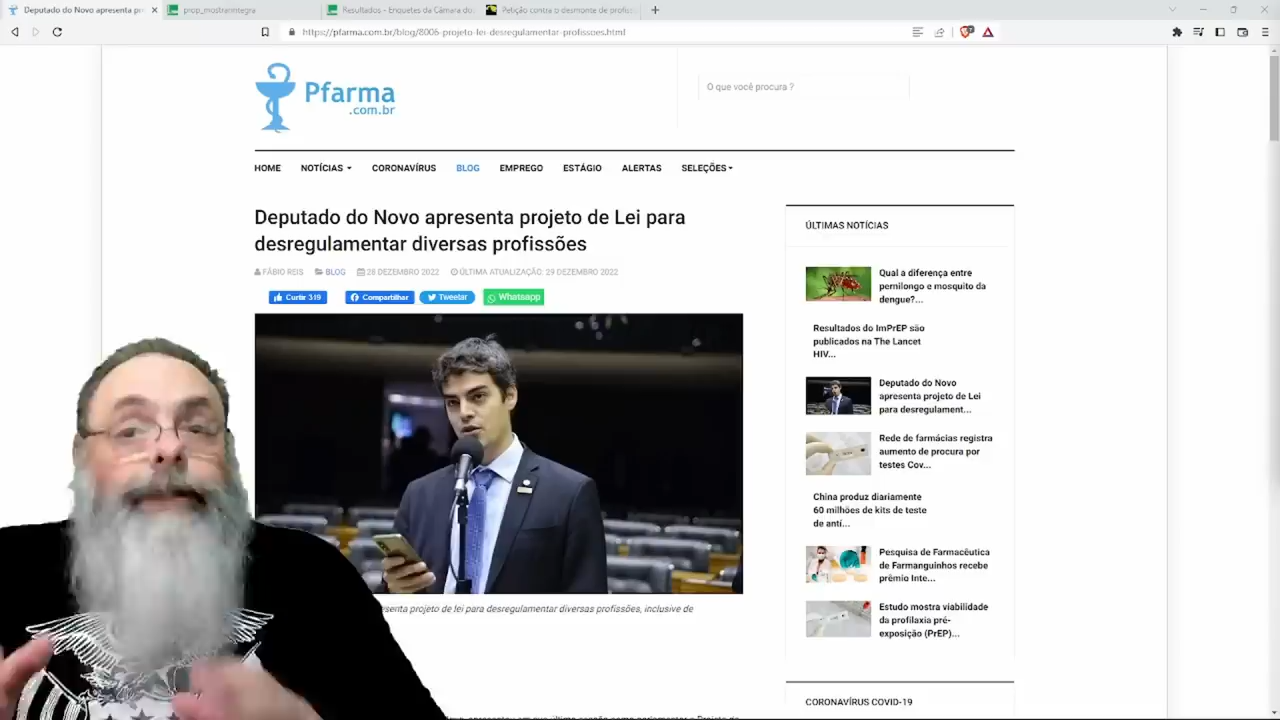 Deputado do Novo apresenta pr
prop_mostrarintegra
Resultados - Enquetes da Câmara dos
Petição contra o desmonte de profiss
https://pfarma.com.br/blog/8006-projeto-lei-desregulamentar-profissoes.html
Pfarma
.com.br
O que você procura ?
HOME
NOTÍCIAS
CORONAVÍRUS
BLOG
EMPREGO
ESTÁGIO
ALERTAS
SELEÇÕES
Deputado do Novo apresenta projeto de Lei para
desregulamentar diversas profissões
FÁBIO REIS BLOG 28 DEZEMBRO 2022 ÚLTIMA ATUALIZAÇÃO: 29 DEZEMBRO 2022
Curtir 319
Compartilhar
Tweetar
Whatsapp
esenta projeto de lei para desregulamentar diversas profissões, inclusive de
ÚLTIMAS NOTÍCIAS
Qual a diferença entre
pernilongo e mosquito da
dengue?...
Resultados do ImPrEP são
publicados na The Lancet
HIV...
Deputado do Novo
apresenta projeto de Lei
para desregulament...
Rede de farmácias registra
aumento de procura por
testes Cov...
China produz diariamente
60 milhões de kits de teste
de antí...
Pesquisa de Farmacêutica
de Farmanguinhos recebe
prêmio Inte...
Estudo mostra viabilidade
da profilaxia pré-
exposição (PrEP)...
CORONAVÍRUS COVID-19